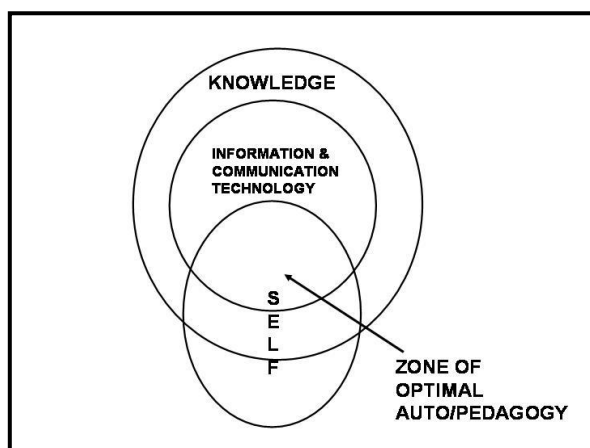 KNOWLEDGE
INFORMATION &
COMMUNICATION
TECHNOLOGY
S
E
L
F
ZONE OF
OPTIMAL
AUTO/PEDAGOGY